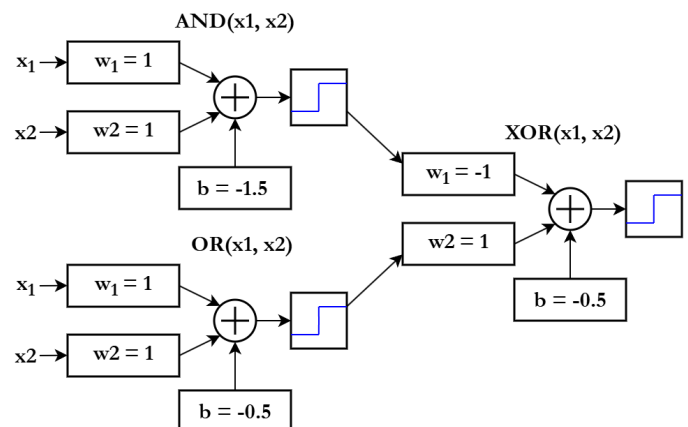 AND(x1, x2)
x₁
w₁ = 1
x2
w2 = 1
b = -1.5
XOR(x1, x2)
w₁ = -1
w2 = 1
b = -0.5
OR(x1, x2)
x₁
w₁ = 1
x2
w2 = 1
b = -0.5